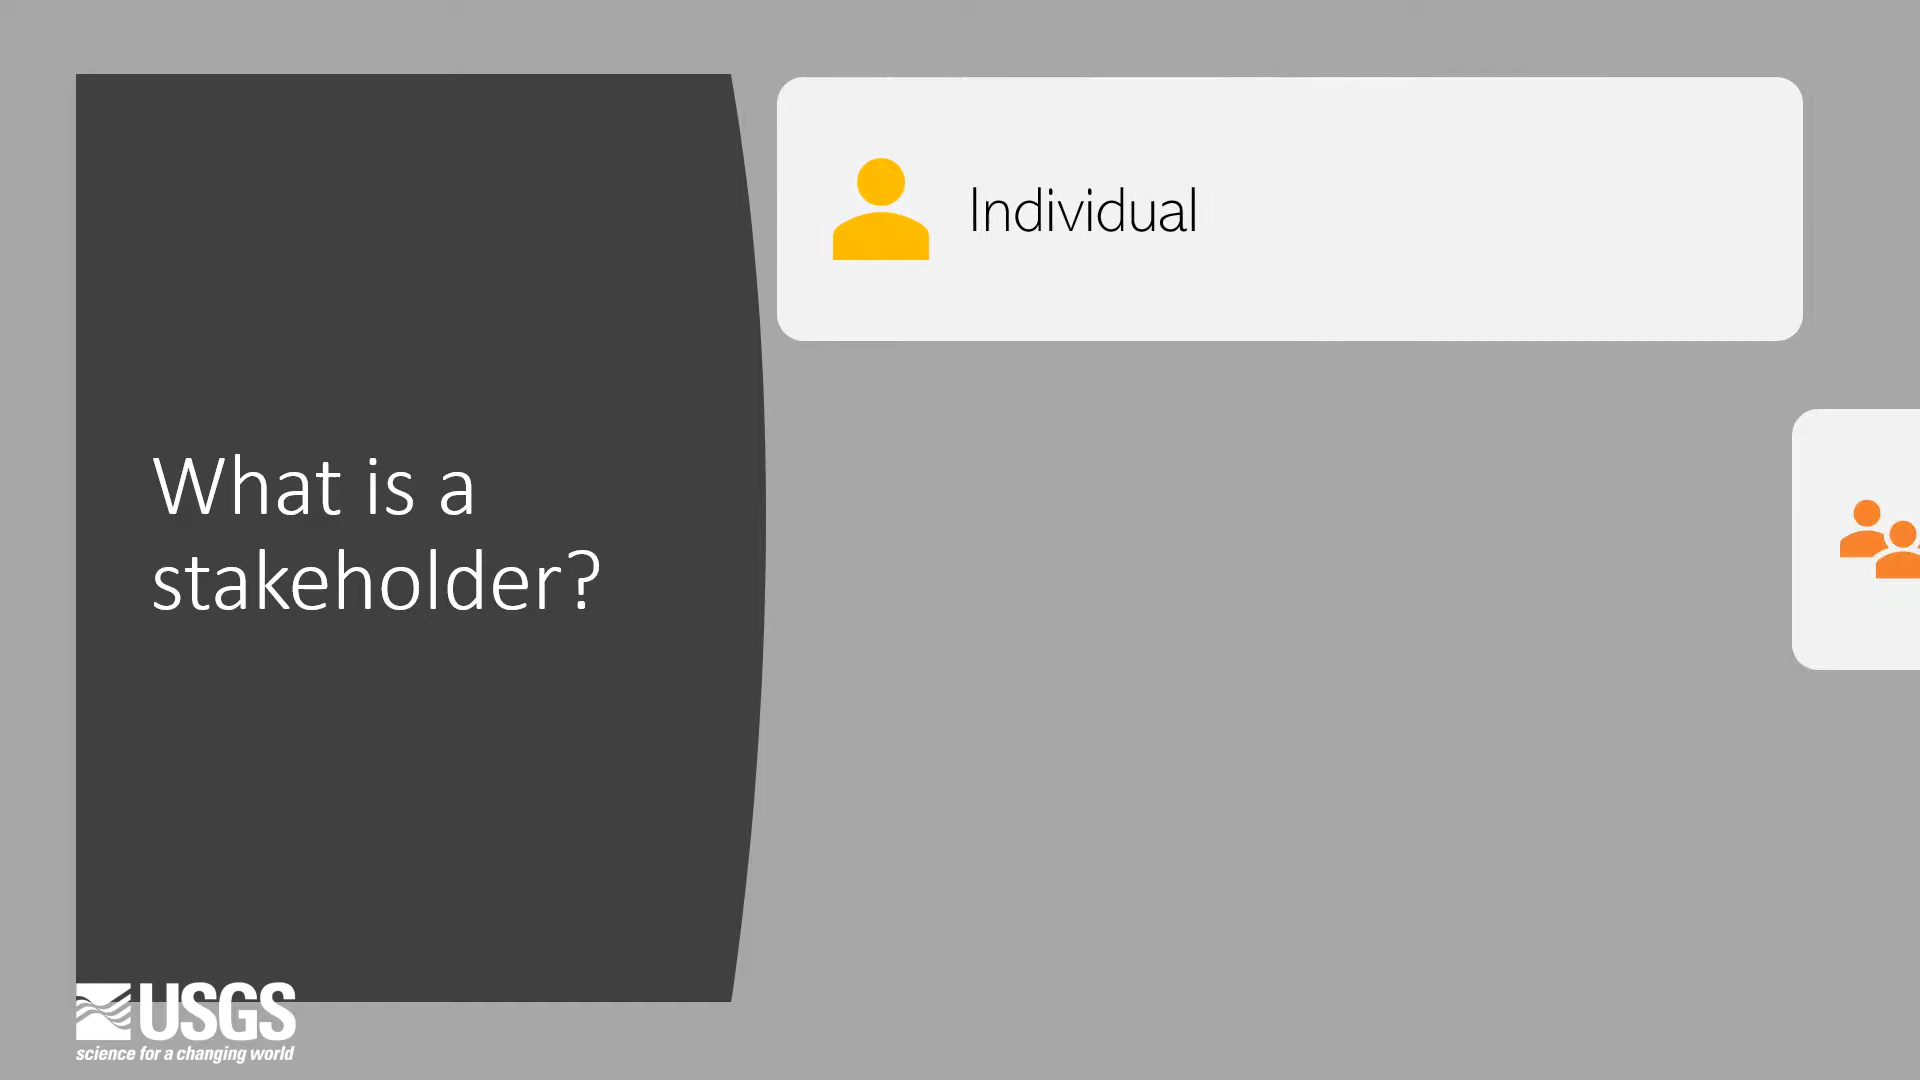 Individual
What is a
stakeholder?
USGS
science for a changing world